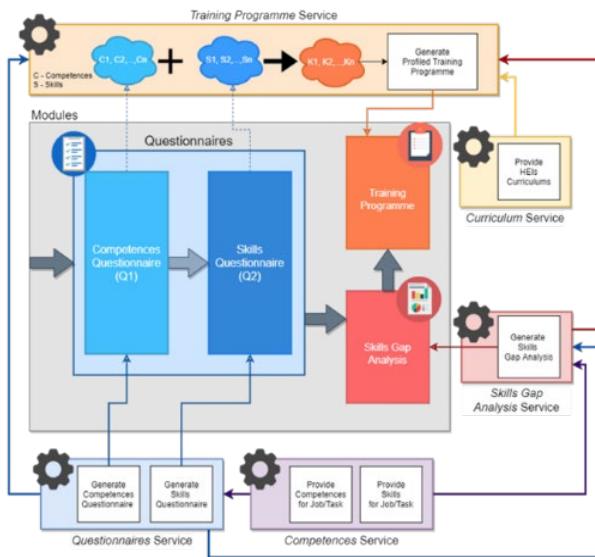 Training Programme Service
C1, C2,...,Cn
S1, S2,...,Sn
K1, K2,...,Kn
Generate
Profiled Training
Programme
C - Competences
S - Skills
Modules
Questionnaires
Competences
Questionnaire
(Q1)
Skills
Questionnaire
(Q2)
Training
Programme
Skills Gap
Analysis
Provide
HEIs
Curriculums
Curriculum Service
Generate
Skills
Gap Analysis
Skills Gap
Analysis Service
Generate
Competences
Questionnaire
Generate
Skills
Questionnaire
Questionnaires Service
Provide
Competences
for Job/Task
Provide
Skills
for Job/Task
Competences Service